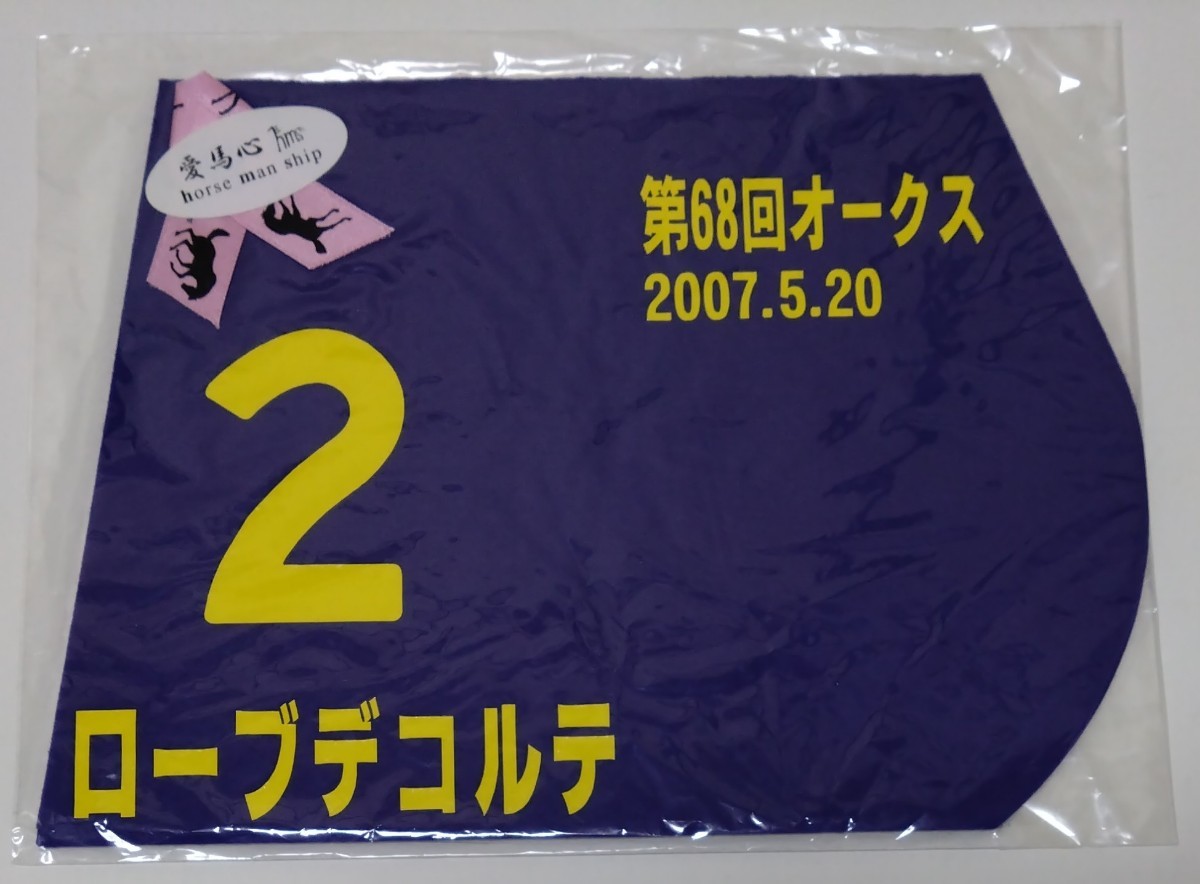 愛馬心 hms
horse man ship
第68回オークス
2007.5.20
2
ローブデコルテ